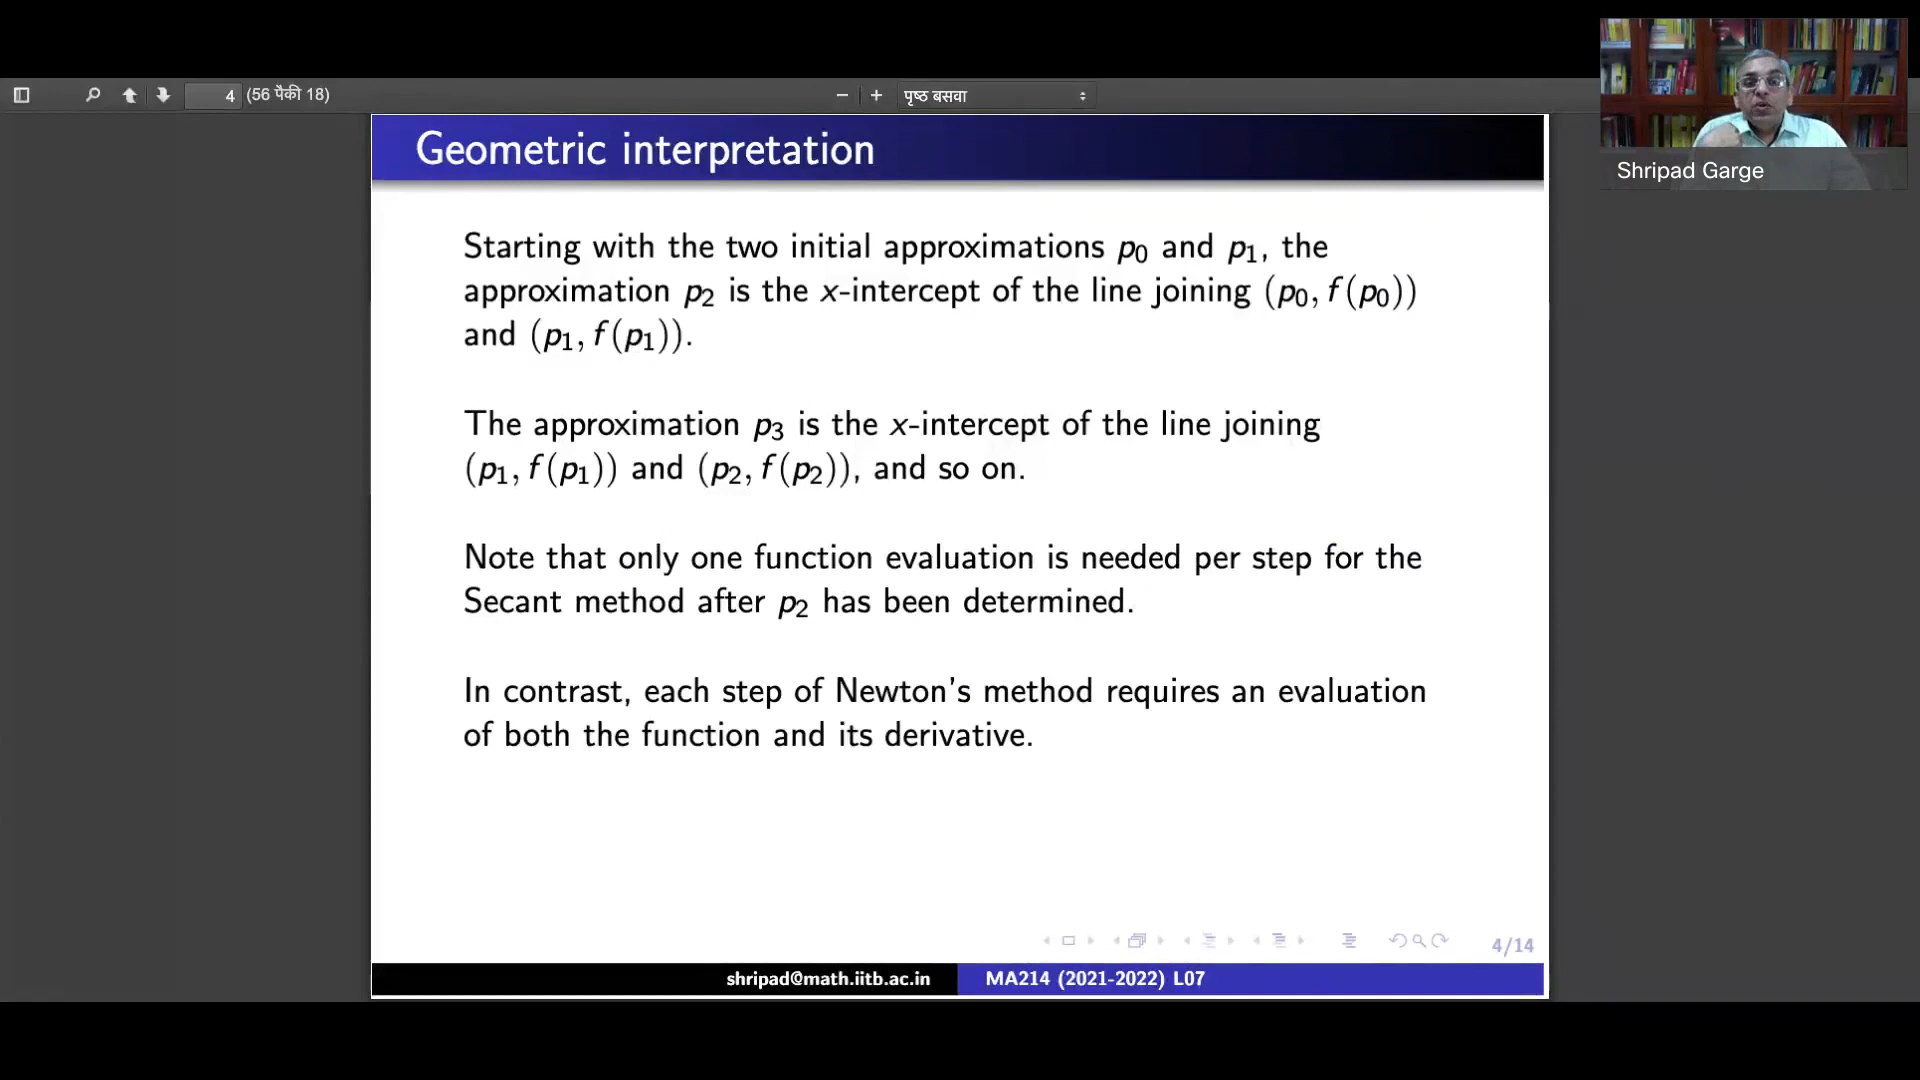 4 (56 पैकी 18)
पृष्ठ बसवा
Shripad Garge
Geometric interpretation
Starting with the two initial approximations p₀ and p₁, the
approximation p₂ is the x-intercept of the line joining (p₀, f(p₀))
and (p₁, f(p₁)).
The approximation p₃ is the x-intercept of the line joining
(p₁, f(p₁)) and (p₂, f(p₂)), and so on.
Note that only one function evaluation is needed per step for the
Secant method after p₂ has been determined.
In contrast, each step of Newton's method requires an evaluation
of both the function and its derivative.
4/14
shripad@math.iitb.ac.in MA214 (2021-2022) L07